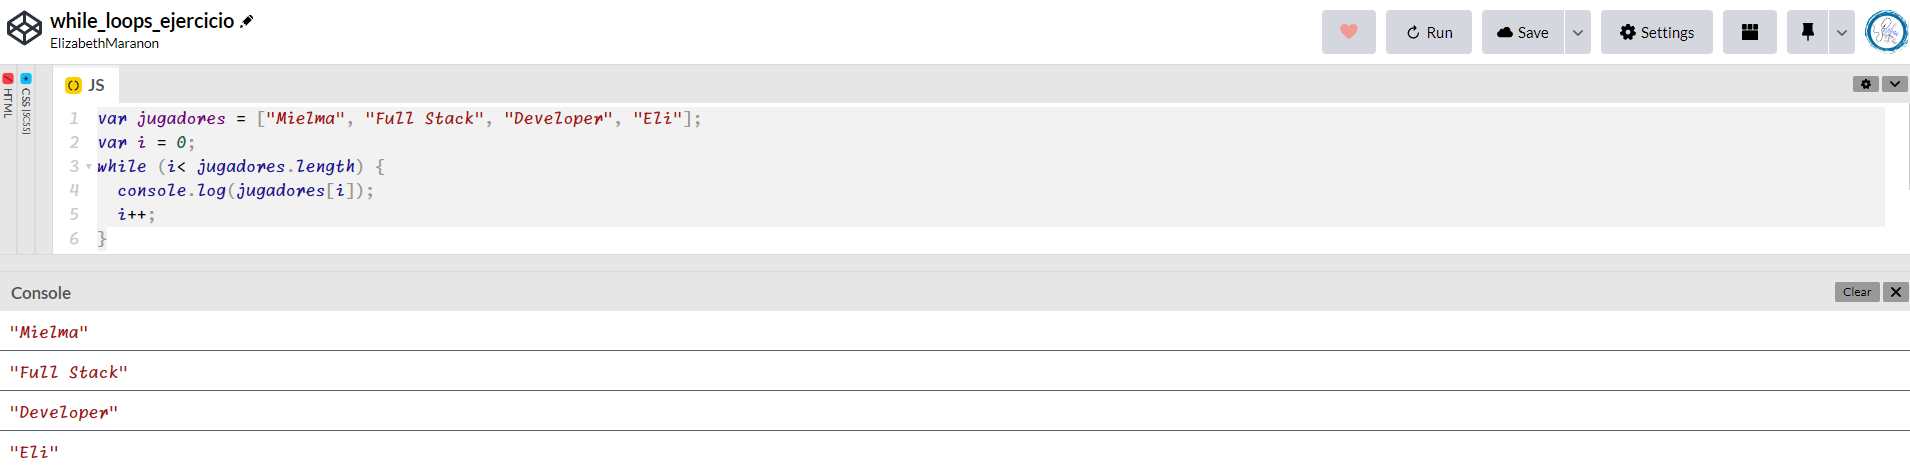 while_loops_ejercicio
ElizabethMaranon
Run
Save
Settings
HTML
CSS (SCSS)
JS
1 var jugadores = ["Mielma", "Full Stack", "Developer", "Eli"];
2 var i = 0;
3 while (i< jugadores.length) {
4 console.log(jugadores[i]);
5 i++;
6 }
Console
Clear
"Mielma"
"Full Stack"
"Developer"
"Eli"